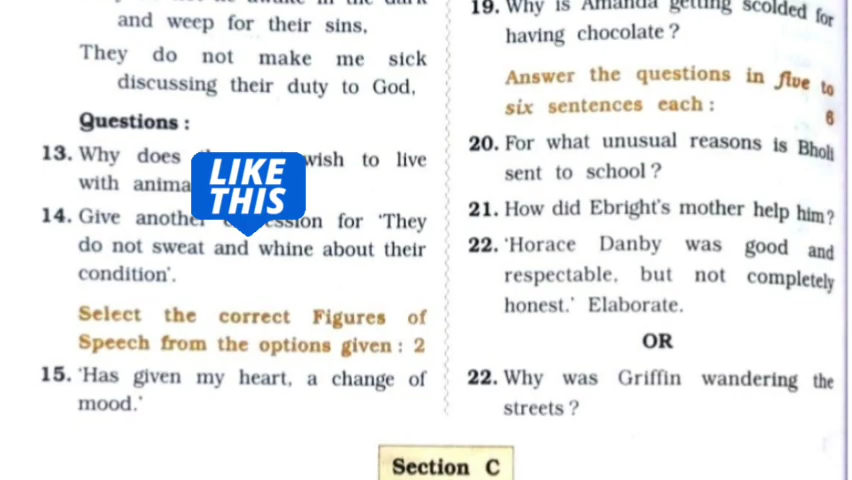 and weep for their sins,
They do not make me sick
discussing their duty to God,
Questions :
13. Why does wish to live
with
14. Give another for 'They
do not sweat and whine about their
condition'.
Select the correct Figures of
Speech from the options given : 2
15. 'Has given my heart, a change of
mood.'
LIKE
THIS
19. Why is Amanda getting scolded for
having chocolate ?
Answer the questions in five to
six sentences each : 6
20. For what unusual reasons is Bholi
sent to school ?
21. How did Ebright's mother help him ?
22. 'Horace Danby was good and
respectable, but not completely
honest.' Elaborate.
OR
22. Why was Griffin wandering the
streets ?
Section C